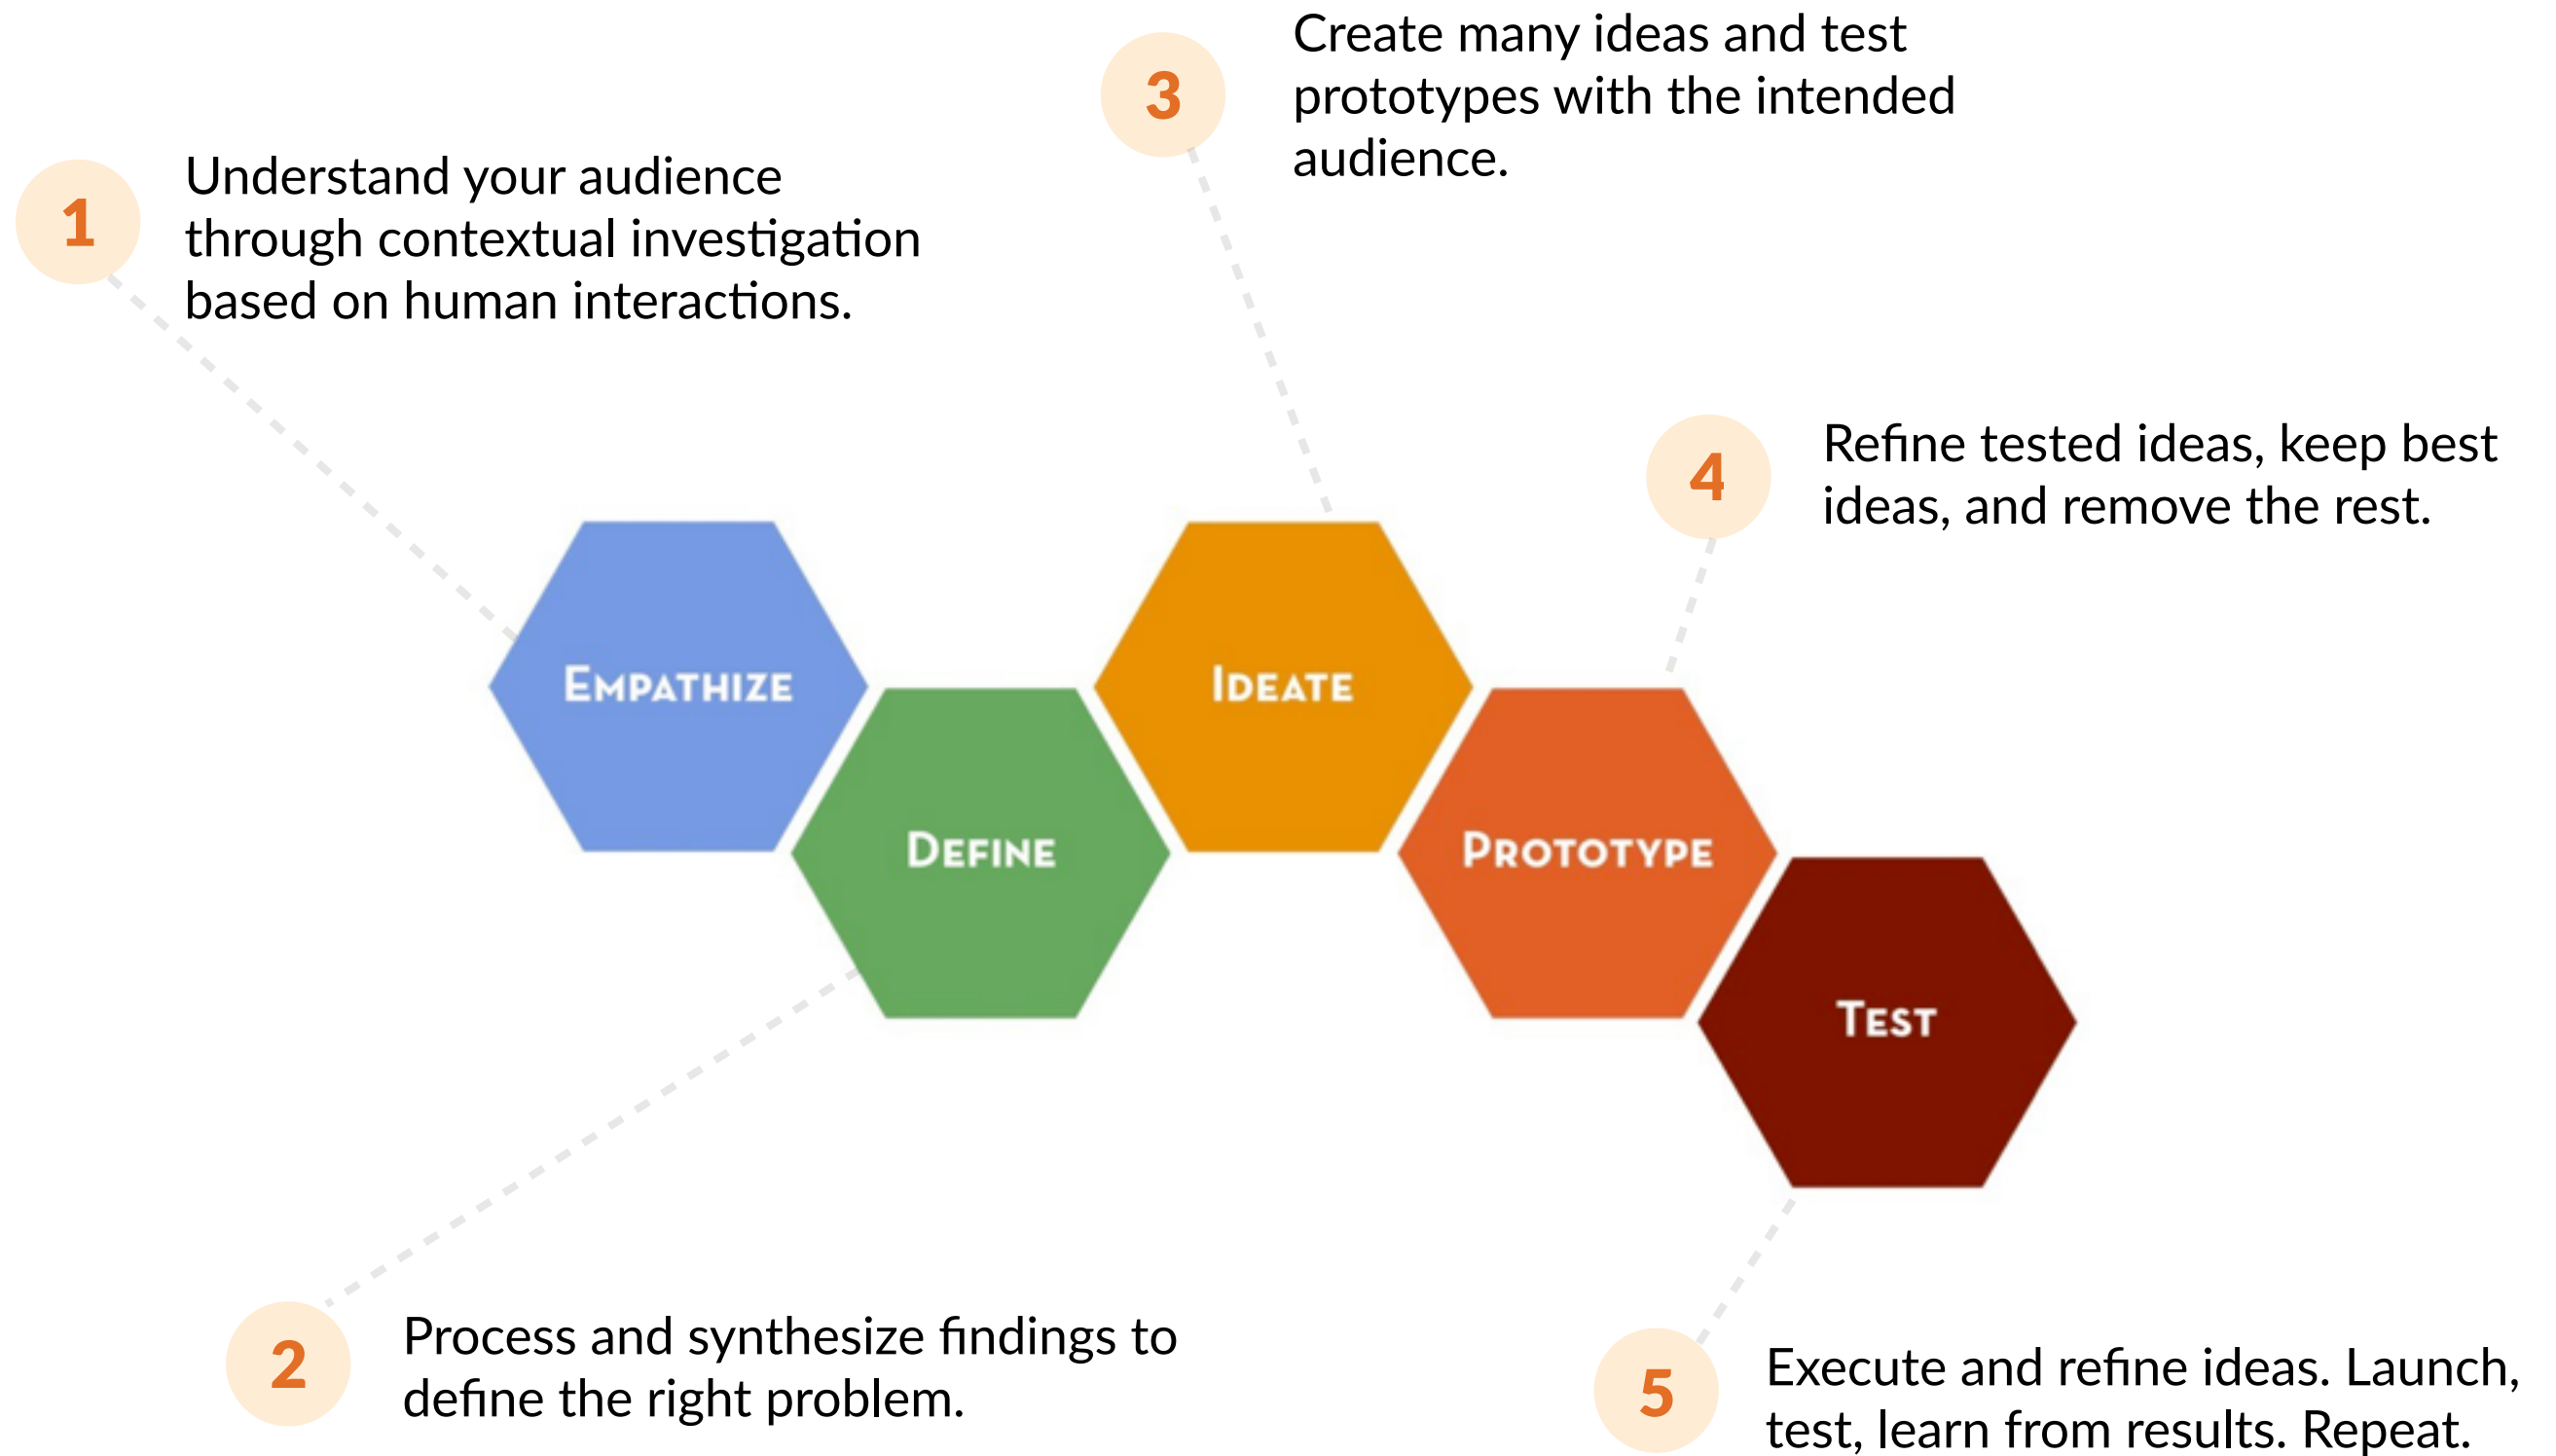 1
Understand your audience
through contextual investigation
based on human interactions.
3
Create many ideas and test
prototypes with the intended
audience.
4
Refine tested ideas, keep best
ideas, and remove the rest.
EMPATHIZE
DEFINE
IDEATE
PROTOTYPE
TEST
2
Process and synthesize findings to
define the right problem.
5
Execute and refine ideas. Launch,
test, learn from results. Repeat.